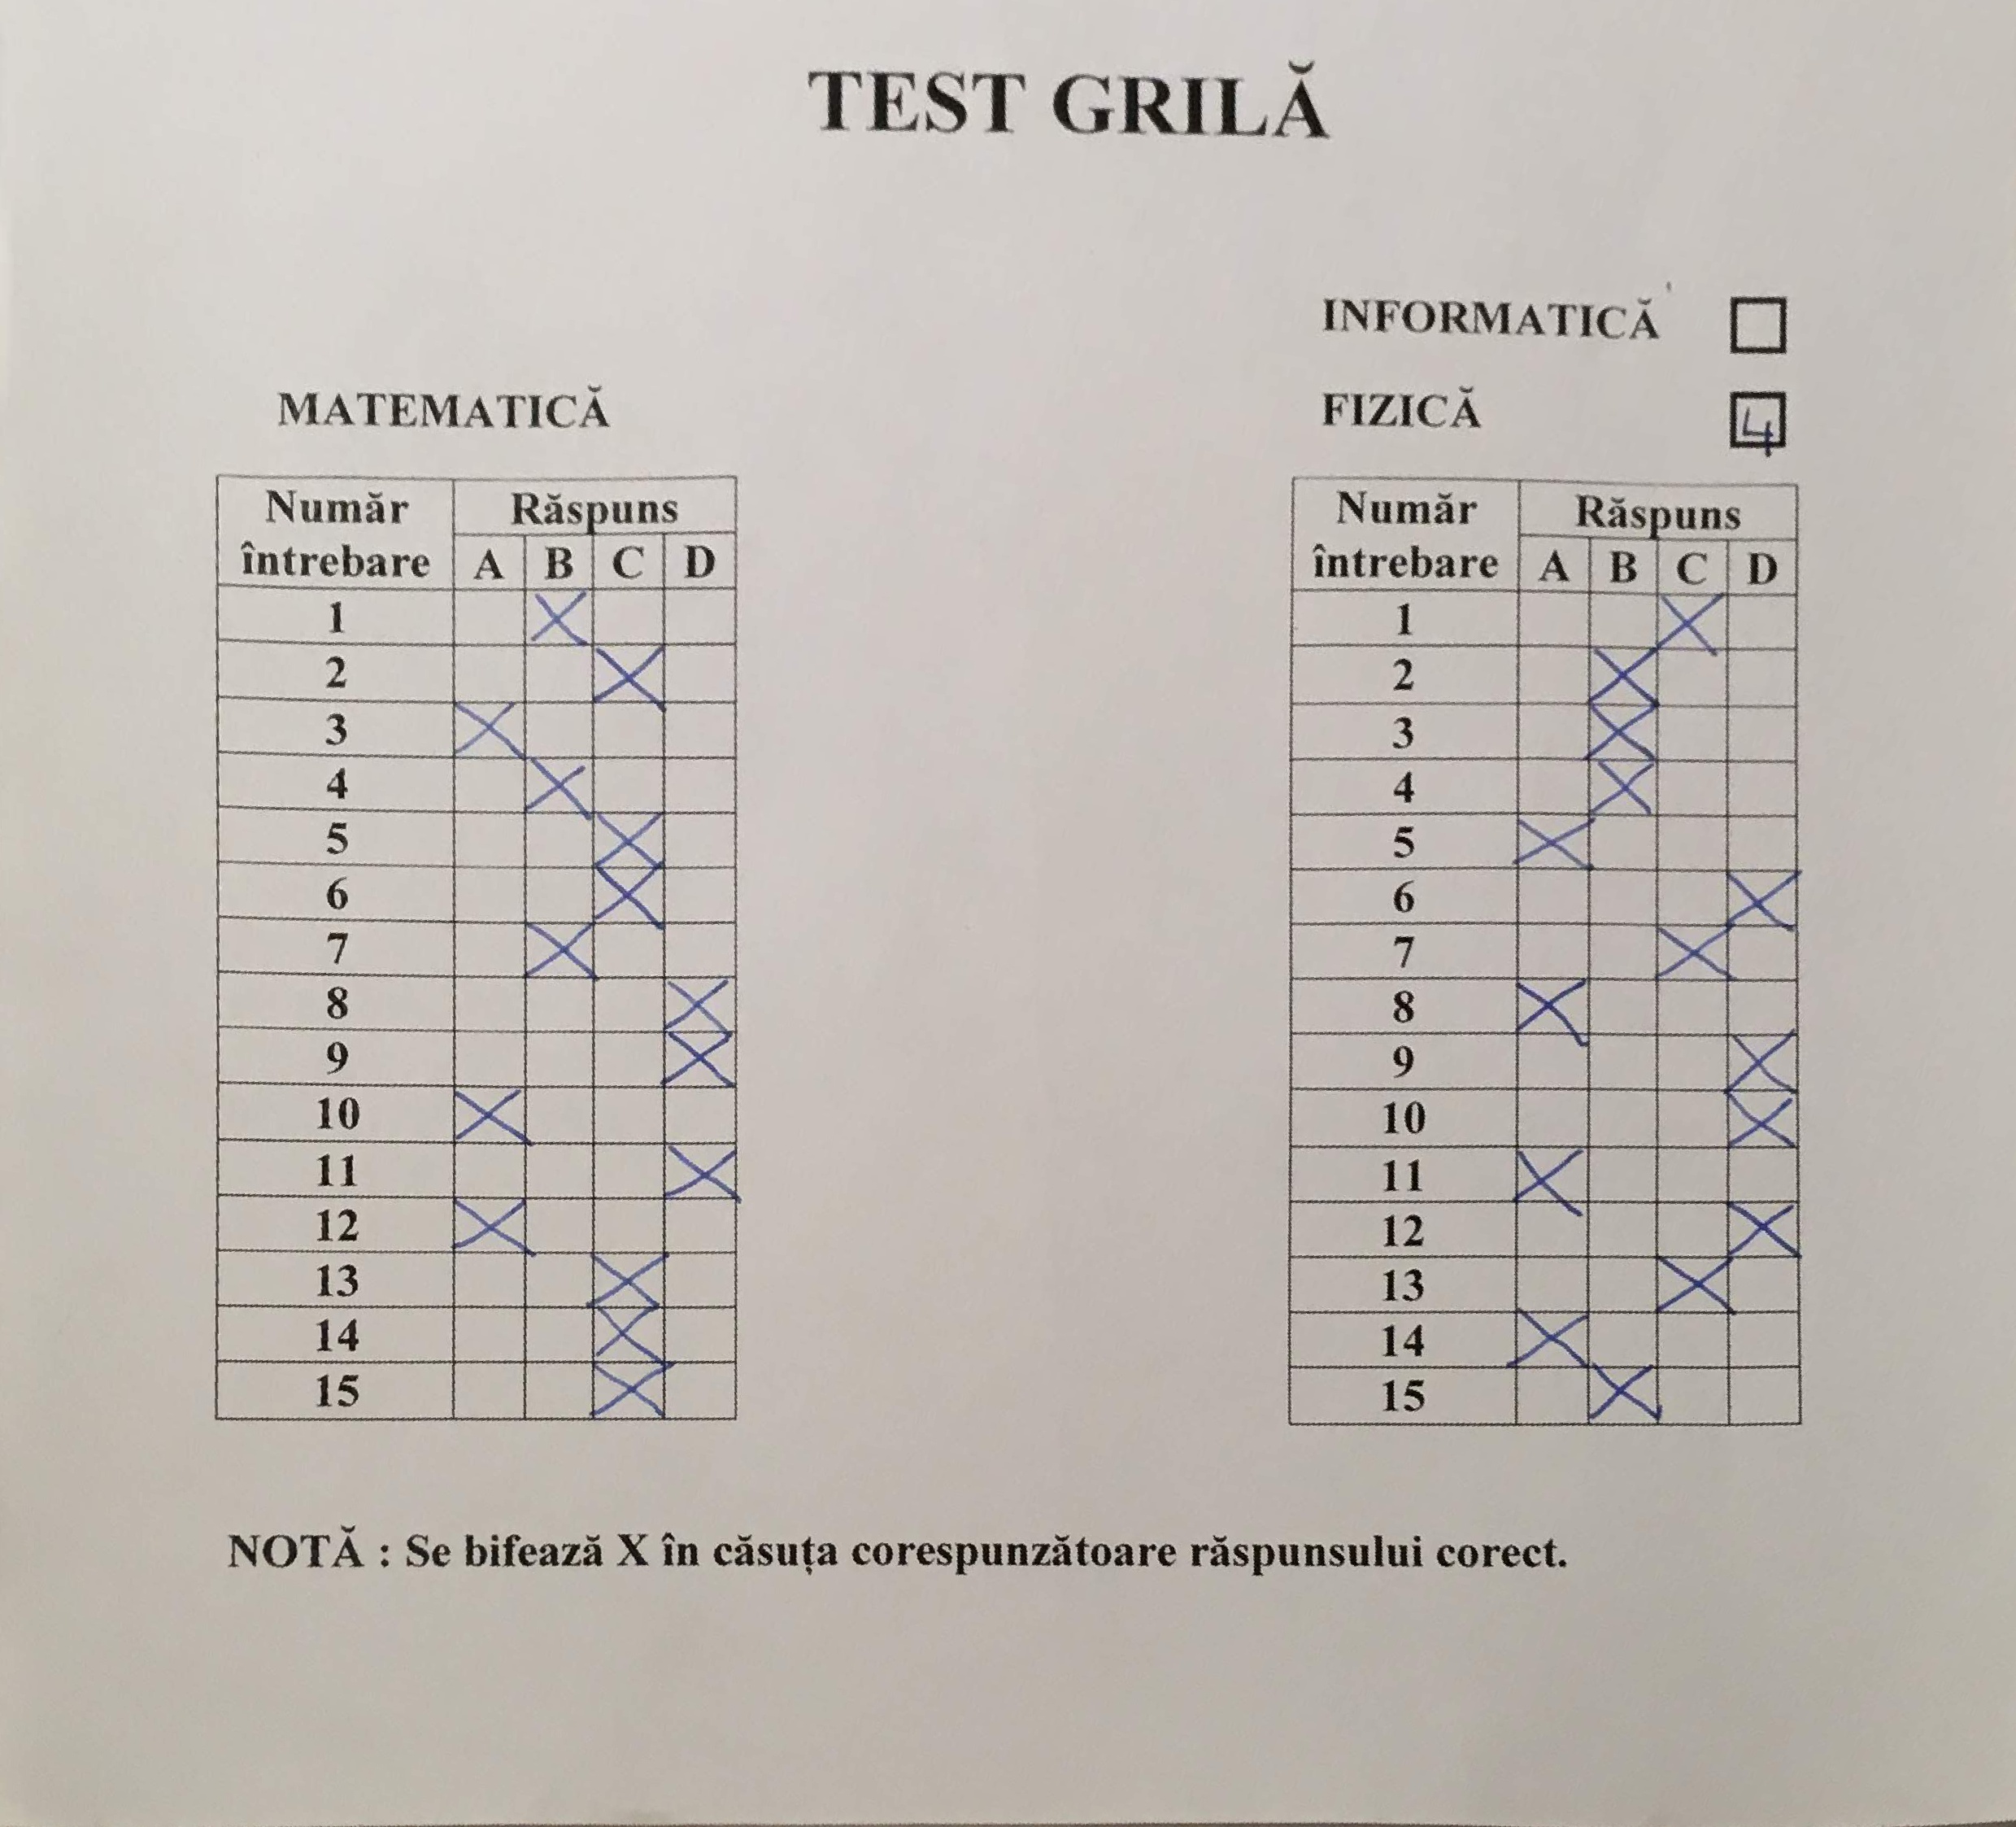 TEST GRILĂ
INFORMATICĂ
MATEMATICĂ
FIZICĂ 4
Număr întrebare Răspuns
A B C D
1 X
2 X
3 X
4 X
5 X
6 X
7 X
8 X
9 X
10 X
11 X
12 X
13 X
14 X
15 X
Număr întrebare Răspuns
A B C D
1 X
2 X
3 X
4 X
5 X
6 X
7 X
8 X
9 X
10 X
11 X
12 X
13 X
14 X
15 X
NOTĂ : Se bifează X în căsuța corespunzătoare răspunsului corect.